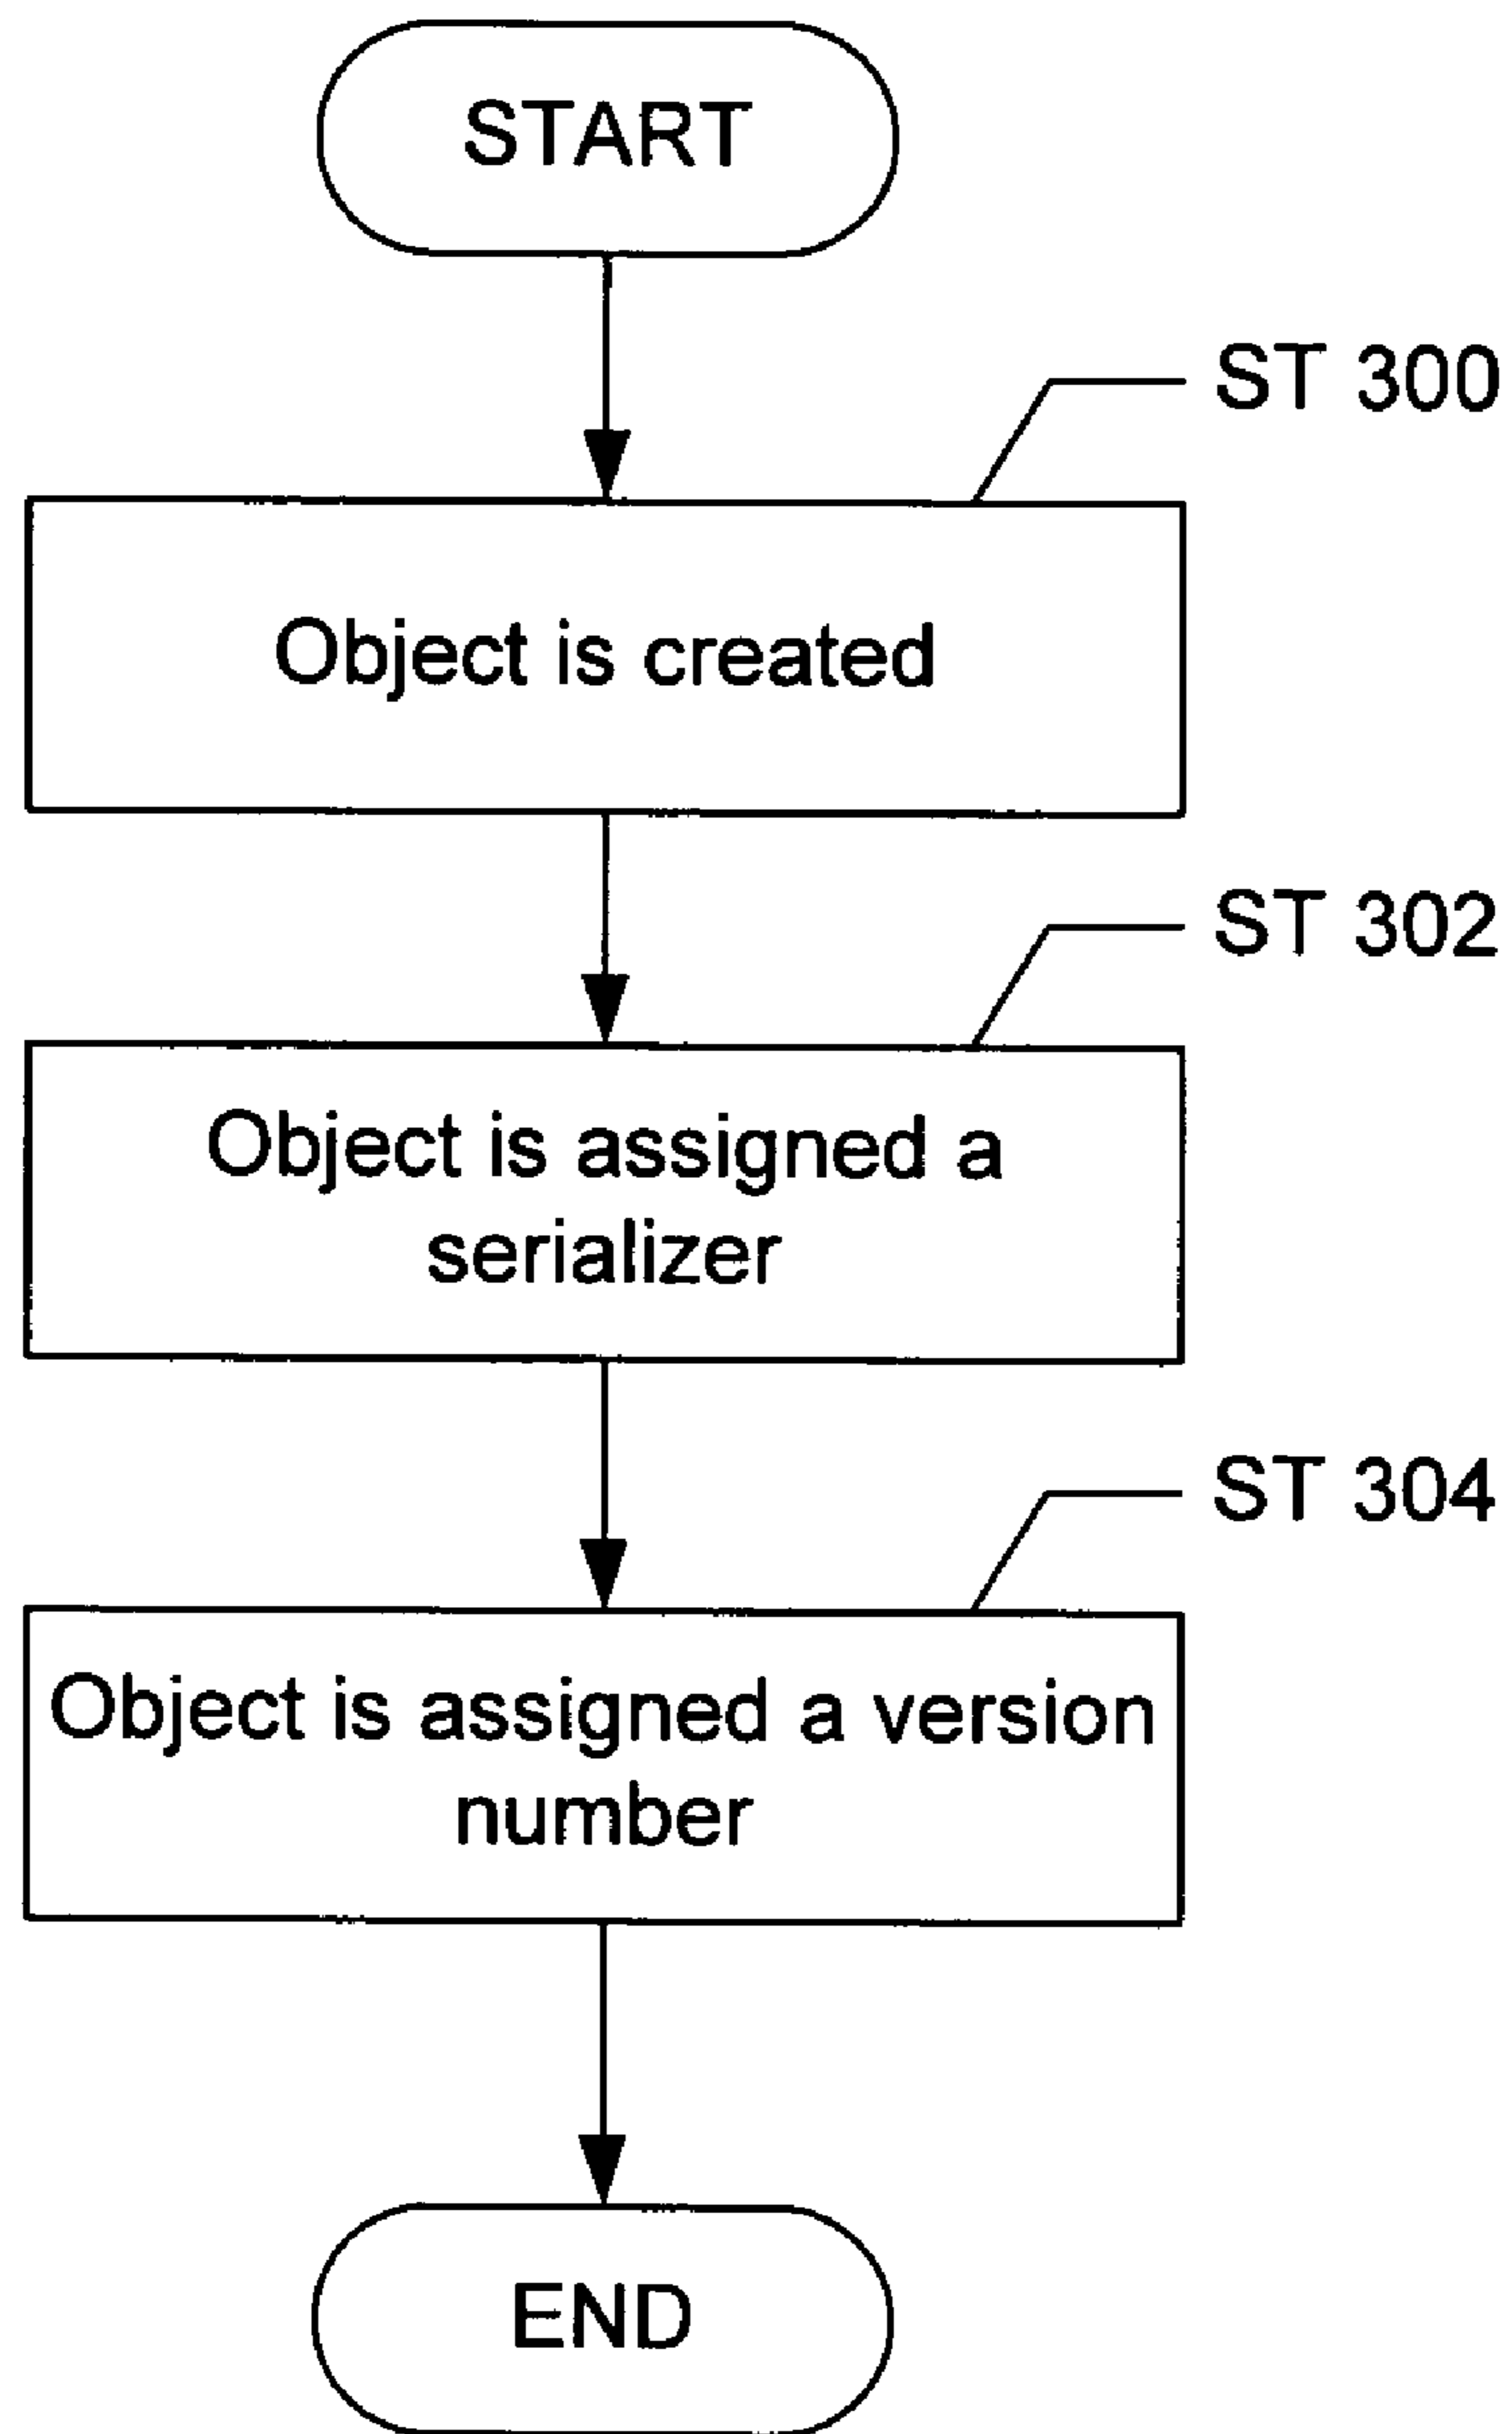 START
ST 300
Object is created
ST 302
Object is assigned a
serializer
ST 304
Object is assigned a version
number
END